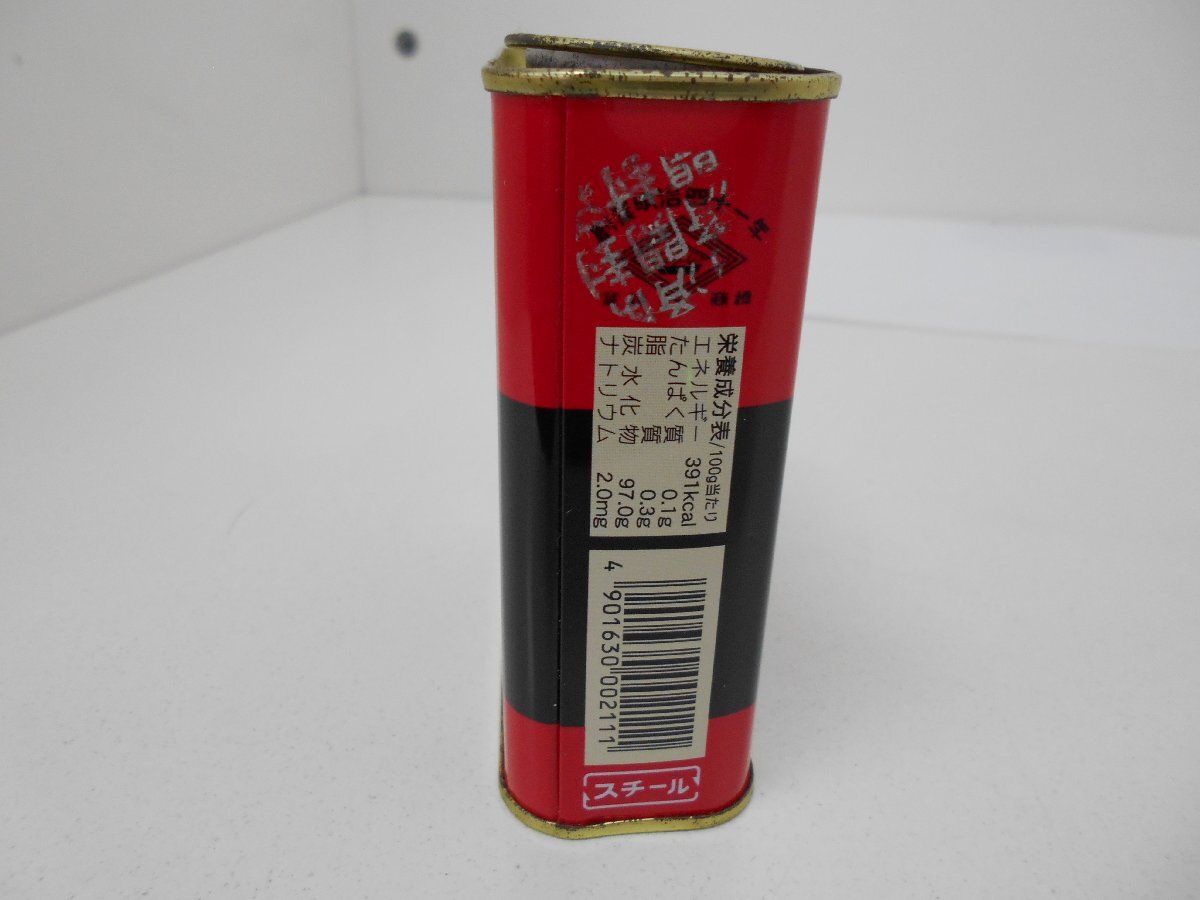 栄養成分表/100g当たり
エネルギー 391kcal
たんぱく質 0.1g
脂質 0.3g
炭水化物 97.0g
ナトリウム 2.0mg
4 901630 002111
スチール